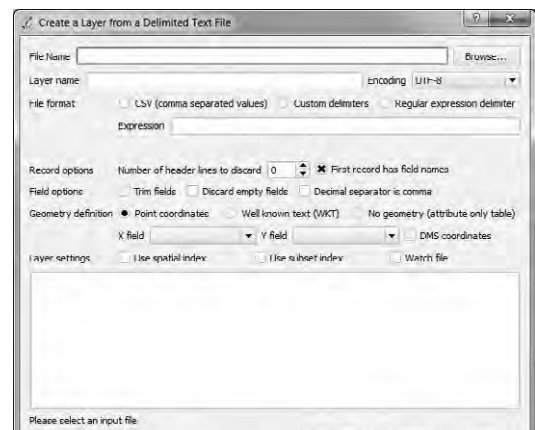 Create a Layer from a Delimited Text File
File Name Browse...
Layer name Encoding UTF-8
File format CSV (comma separated values) Custom delimiters Regular expression delimiter
Expression
Record options Number of header lines to discard 0 First record has field names
Field options Trim fields Discard empty fields Decimal separator is comma
Geometry definition Point coordinates Well known text (WKT) No geometry (attribute only table)
X field Y field DMS coordinates
Layer settings Use spatial index Use subset index Watch file
Please select an input file